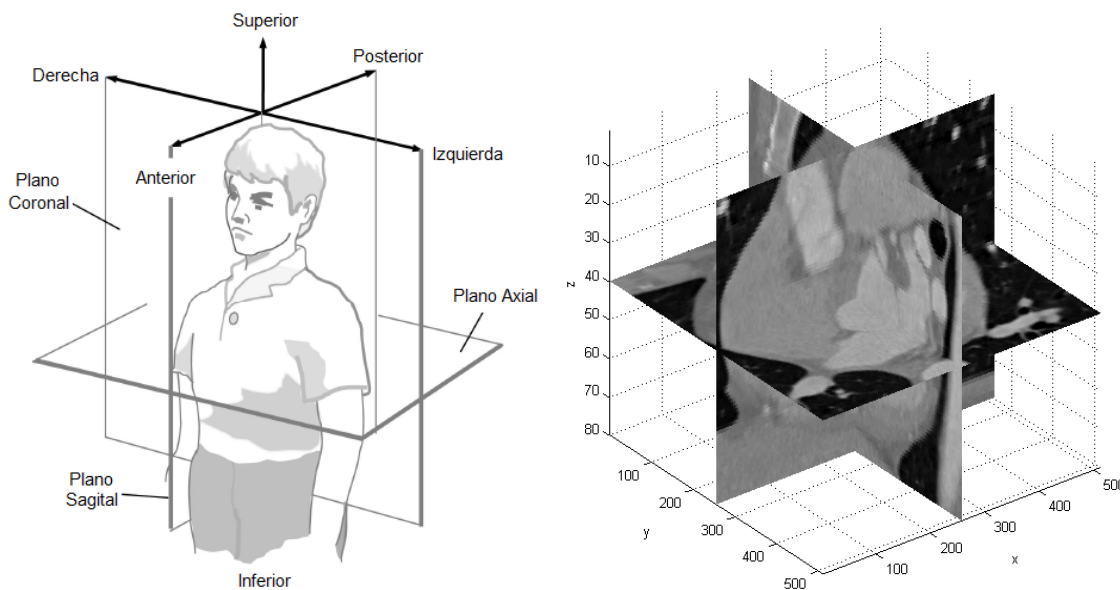 Superior
Posterior
Derecha
Izquierda
Anterior
Plano
Coronal
Plano Axial
Plano
Sagital
Inferior
10
20
30
40
50
60
70
80
z
100
200
300
400
500
y
100
200
300
400
500
x